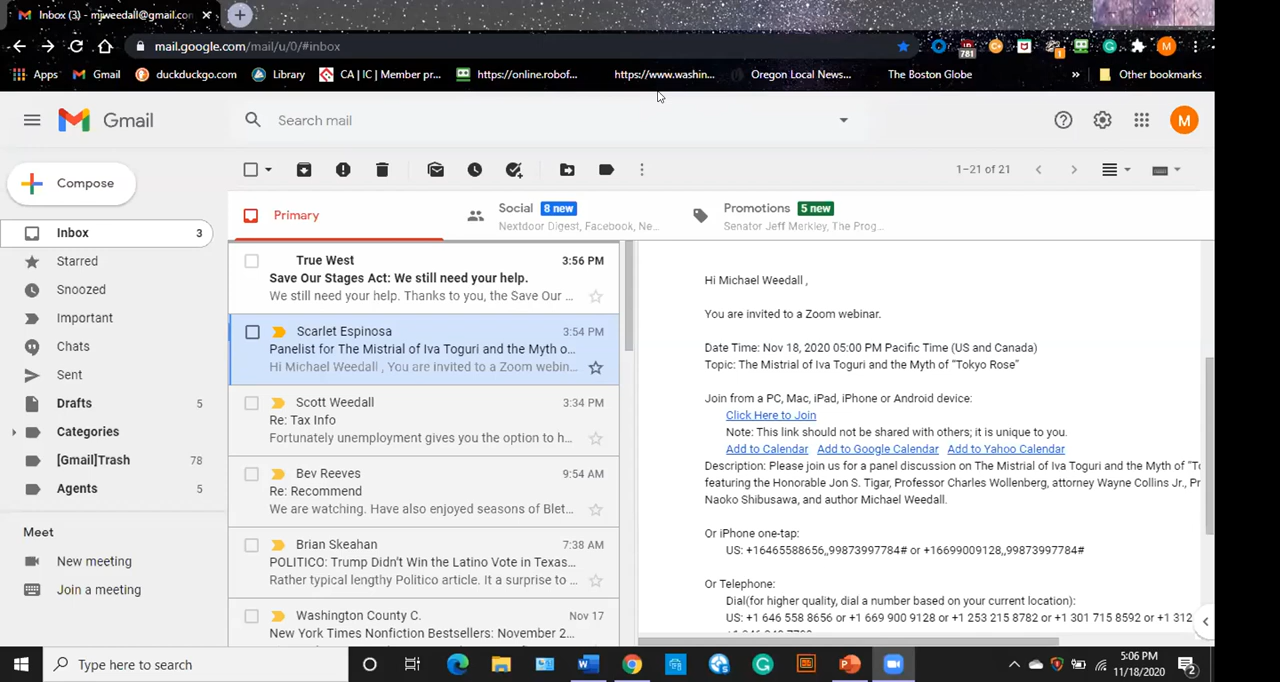 Inbox (3) - mjweedall@gmail.con
mail.google.com/mail/u/0/#inbox
781
1
M
Apps
Gmail
duckduckgo.com
Library
CA | IC | Member pr...
https://online.robof...
https://www.washin...
Oregon Local News...
The Boston Globe
»
Other bookmarks
Gmail
Search mail
M
Compose
1–21 of 21
Inbox 3
Starred
Snoozed
Important
Chats
Sent
Drafts 5
Categories
[Gmail]Trash 78
Agents 5
Meet
New meeting
Join a meeting
Primary
Social 8 new
Nextdoor Digest, Facebook, Ne...
Promotions 5 new
Senator Jeff Merkley, The Prog...
True West 3:56 PM
Save Our Stages Act: We still need your help.
We still need your help. Thanks to you, the Save Our ...
Scarlet Espinosa 3:54 PM
Panelist for The Mistrial of Iva Toguri and the Myth o...
Hi Michael Weedall , You are invited to a Zoom webin...
Scott Weedall 3:34 PM
Re: Tax Info
Fortunately unemployment gives you the option to h...
Bev Reeves 9:54 AM
Re: Recommend
We are watching. Have also enjoyed seasons of Blet...
Brian Skeahan 7:38 AM
POLITICO: Trump Didn't Win the Latino Vote in Texas...
Rather typical lengthy Politico article. It a surprise to ...
Washington County C. Nov 17
New York Times Nonfiction Bestsellers: November 2...
Hi Michael Weedall ,
You are invited to a Zoom webinar.
Date Time: Nov 18, 2020 05:00 PM Pacific Time (US and Canada)
Topic: The Mistrial of Iva Toguri and the Myth of "Tokyo Rose"
Join from a PC, Mac, iPad, iPhone or Android device:
Click Here to Join
Note: This link should not be shared with others; it is unique to you.
Add to Calendar Add to Google Calendar Add to Yahoo Calendar
Description: Please join us for a panel discussion on The Mistrial of Iva Toguri and the Myth of "To
featuring the Honorable Jon S. Tigar, Professor Charles Wollenberg, attorney Wayne Collins Jr., Pr
Naoko Shibusawa, and author Michael Weedall.
Or iPhone one-tap:
US: +16465588656,,99873997784# or +16699009128,,99873997784#
Or Telephone:
Dial(for higher quality, dial a number based on your current location):
US: +1 646 558 8656 or +1 669 900 9128 or +1 253 215 8782 or +1 301 715 8592 or +1 312
Type here to search
5:06 PM
11/18/2020
2